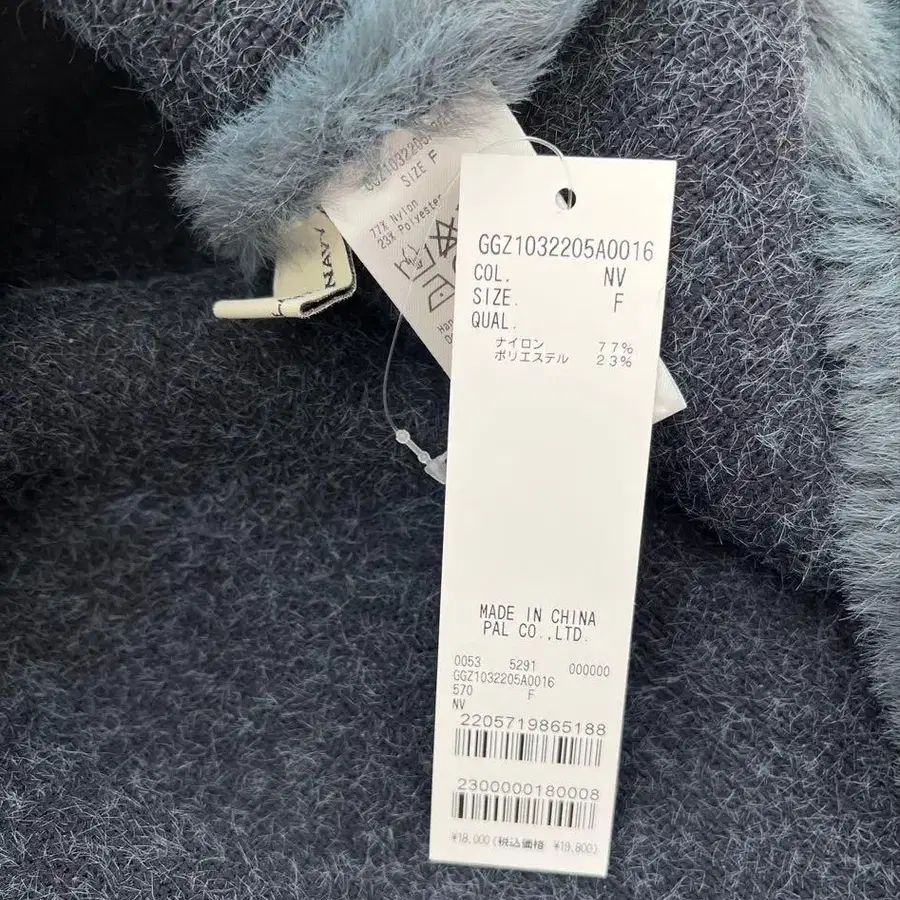 GGZ1032205A0016
COL. NV
SIZE. F
QUAL.
ナイロン 77%
ポリエステル 23%
MADE IN CHINA
PAL CO.,LTD.
0053 5291 000000
GGZ1032205A0016
570 F
NV
2205719865188
2300000180008
¥18,000(税込価格 ¥19,800)
SIZE F
77% Nylon
23% Polyester
NAVY